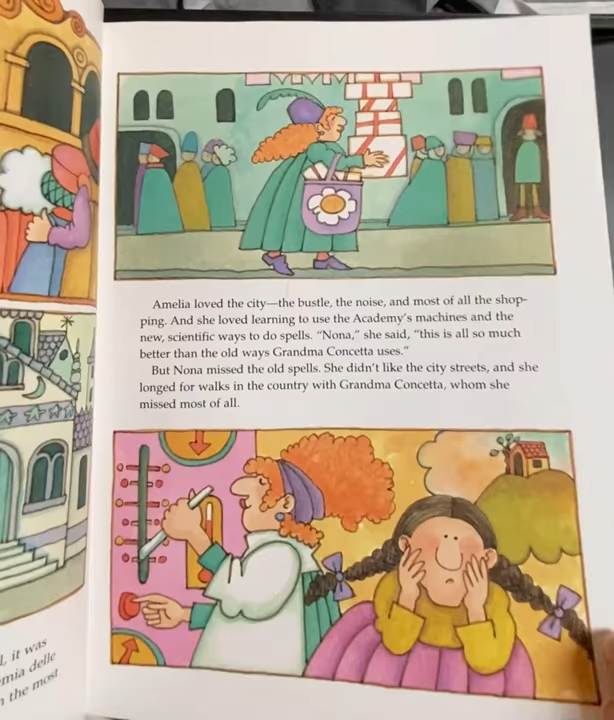 Amelia loved the city—the bustle, the noise, and most of all the shop-
ping. And she loved learning to use the Academy's machines and the
new, scientific ways to do spells. “Nona,” she said, “this is all so much
better than the old ways Grandma Concetta uses.”
But Nona missed the old spells. She didn't like the city streets, and she
longed for walks in the country with Grandma Concetta, whom she
missed most of all.
it was
delle
the most